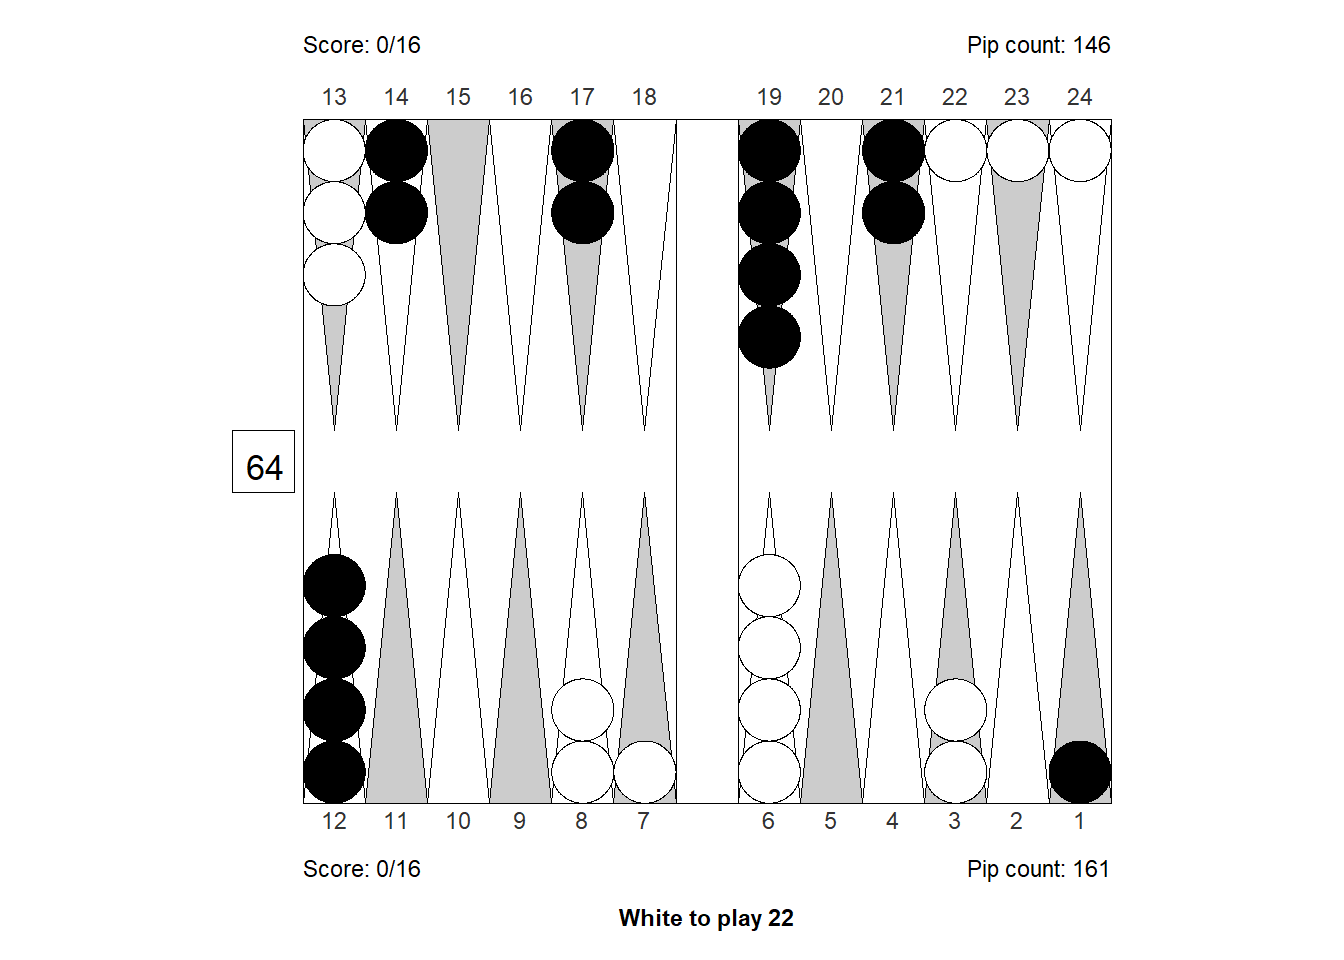 Score: 0/16 Pip count: 146
13 14 15 16 17 18 19 20 21 22 23 24
64
12 11 10 9 8 7 6 5 4 3 2 1
Score: 0/16 Pip count: 161
White to play 22